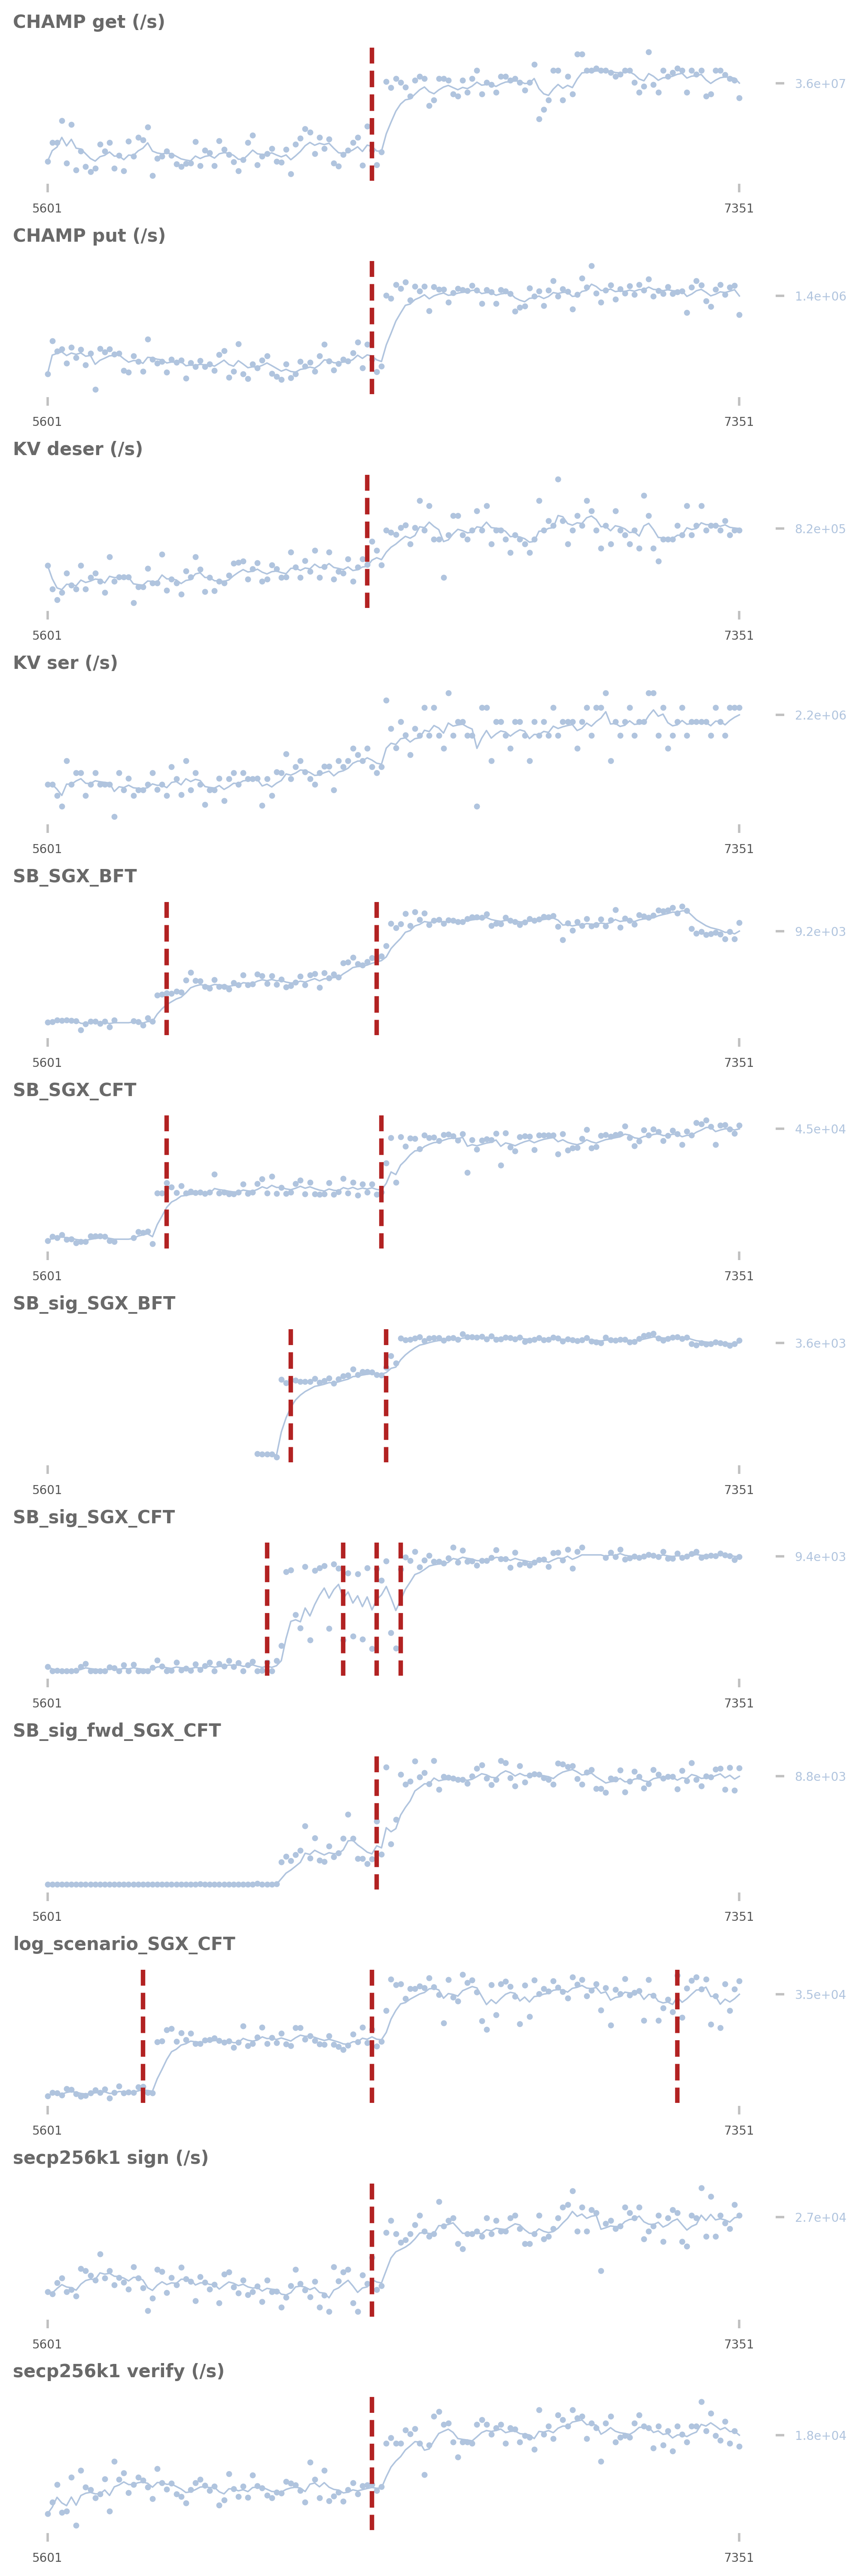 CHAMP get (/s)
3.6e+07
5601 7351
CHAMP put (/s)
1.4e+06
5601 7351
KV deser (/s)
8.2e+05
5601 7351
KV ser (/s)
2.2e+06
5601 7351
SB_SGX_BFT
9.2e+03
5601 7351
SB_SGX_CFT
4.5e+04
5601 7351
SB_sig_SGX_BFT
3.6e+03
5601 7351
SB_sig_SGX_CFT
9.4e+03
5601 7351
SB_sig_fwd_SGX_CFT
8.8e+03
5601 7351
log_scenario_SGX_CFT
3.5e+04
5601 7351
secp256k1 sign (/s)
2.7e+04
5601 7351
secp256k1 verify (/s)
1.8e+04
5601 7351